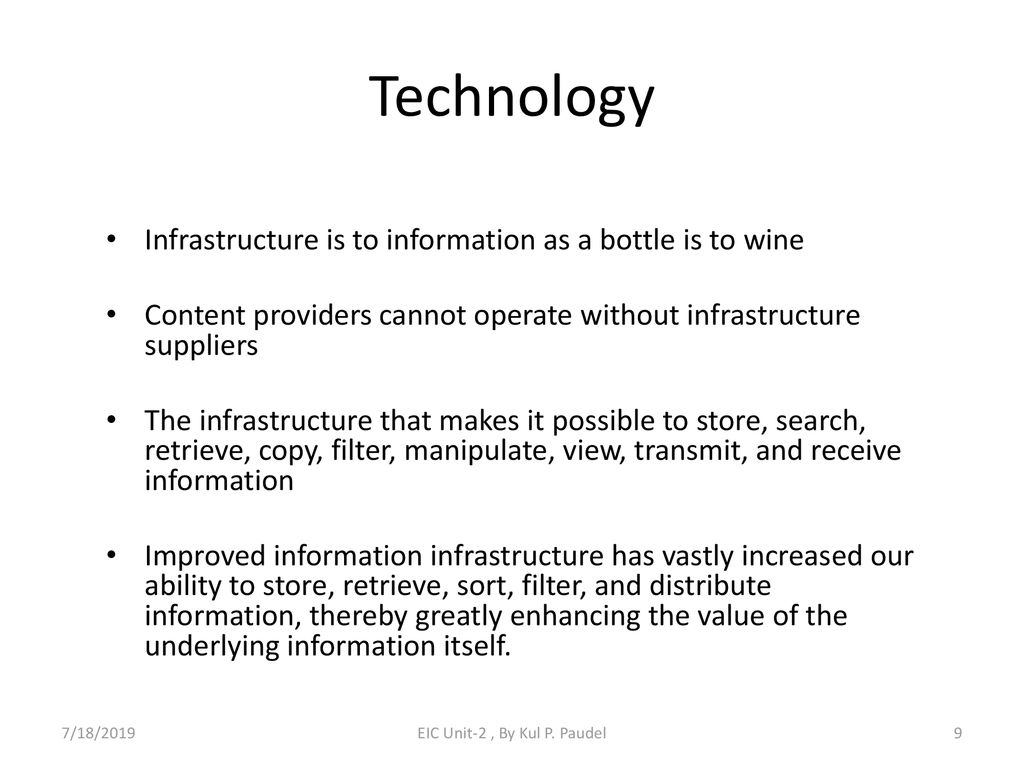 Technology
• Infrastructure is to information as a bottle is to wine
• Content providers cannot operate without infrastructure
suppliers
• The infrastructure that makes it possible to store, search,
retrieve, copy, filter, manipulate, view, transmit, and receive
information
• Improved information infrastructure has vastly increased our
ability to store, retrieve, sort, filter, and distribute
information, thereby greatly enhancing the value of the
underlying information itself.
7/18/2019 EIC Unit-2 , By Kul P. Paudel 9